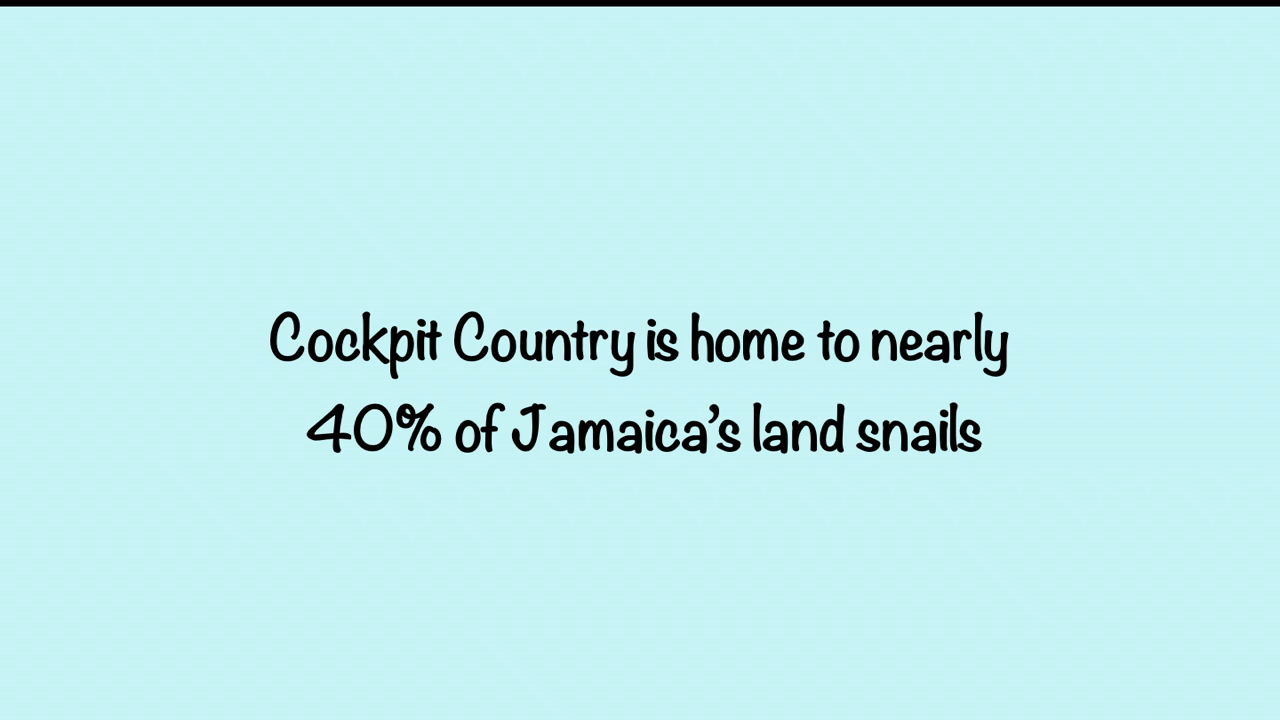 Cockpit Country is home to nearly
40% of Jamaica’s land snails